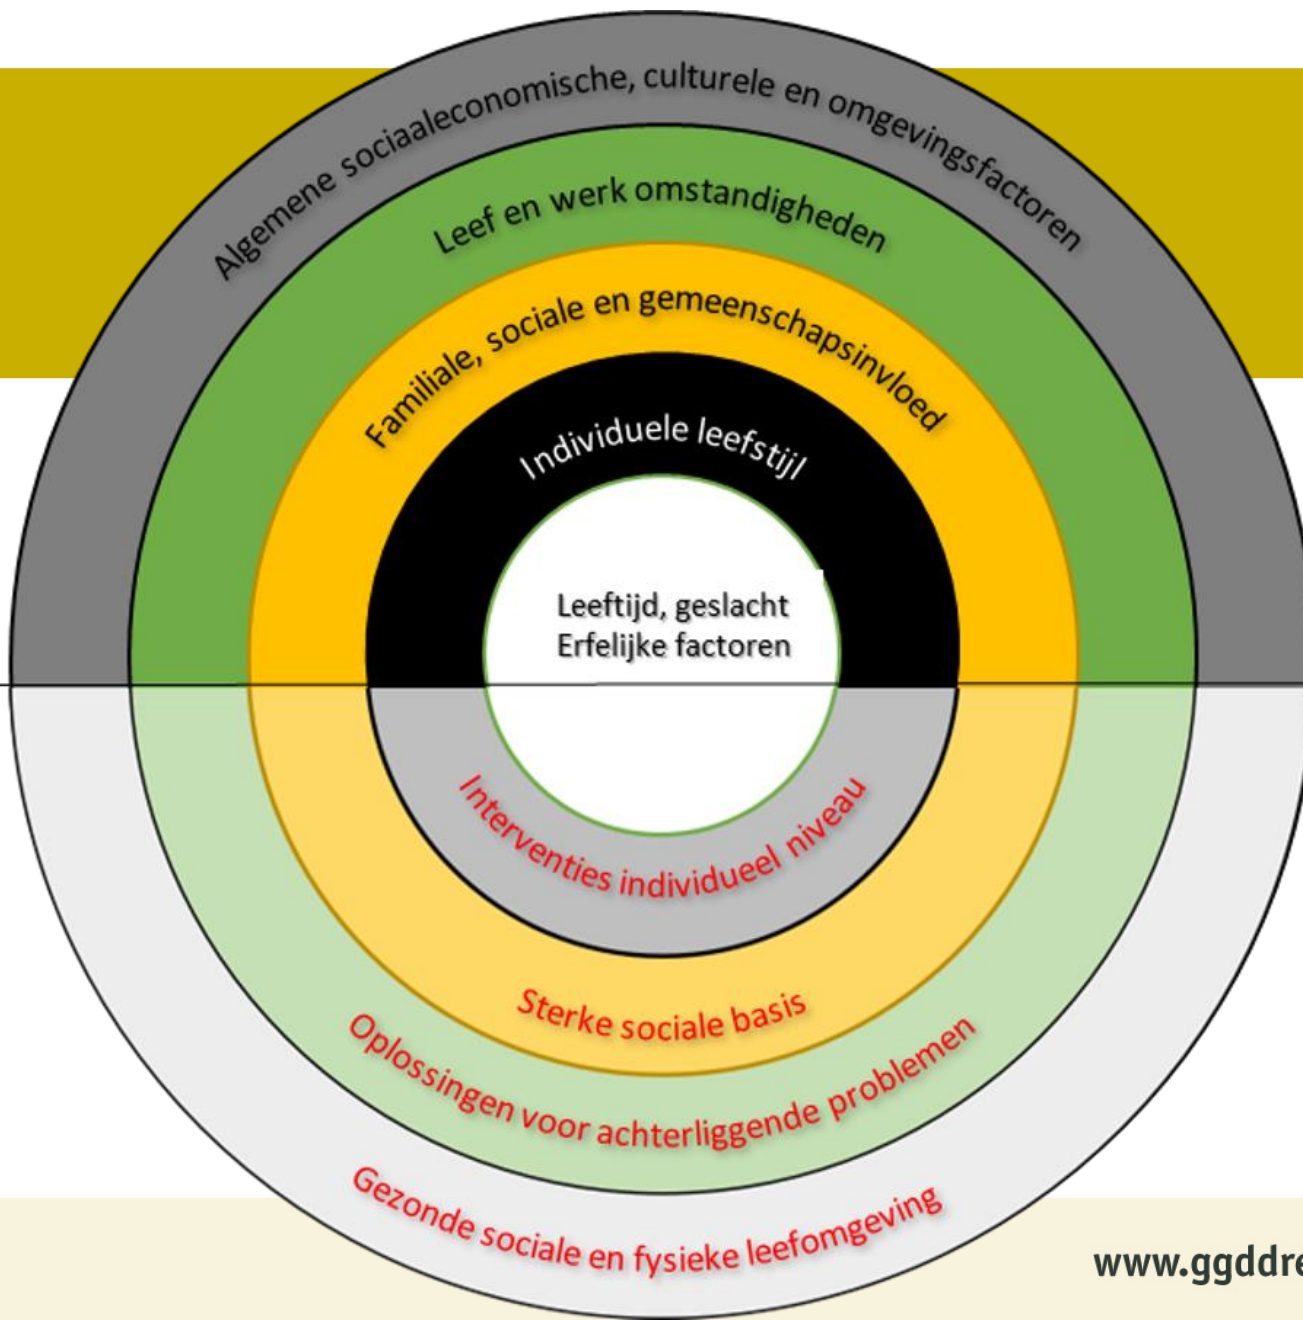 Algemene sociaaleconomische, culturele en omgevingsfactoren
Leef en werk omstandigheden
Familiale, sociale en gemeenschapsinvloed
Individuele leefstijl
Leeftijd, geslacht
Erfelijke factoren
Interventies individueel niveau
Sterke sociale basis
Oplossingen voor achterliggende problemen
Gezonde sociale en fysieke leefomgeving
www.ggddre